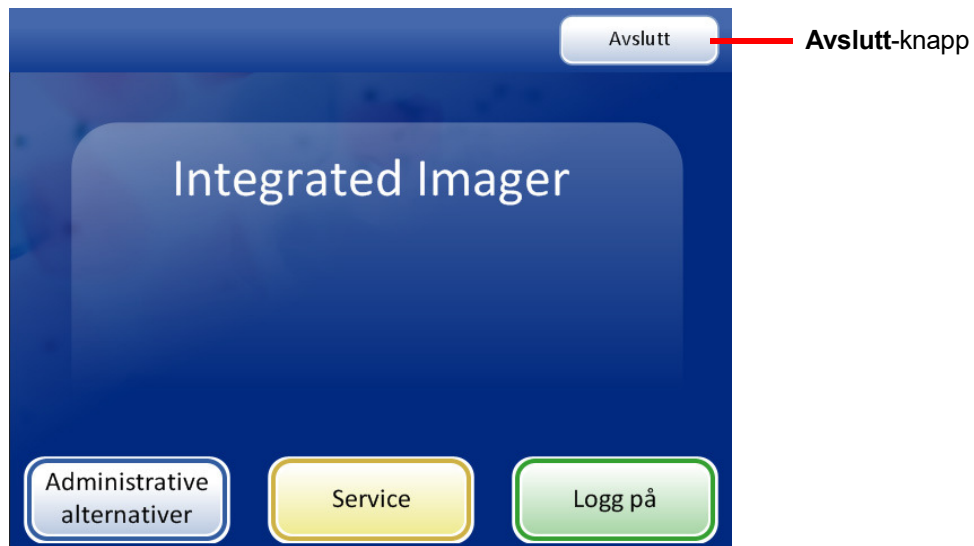 Avslutt
Avslutt-knapp
Integrated Imager
Administrative
alternativer
Service
Logg på